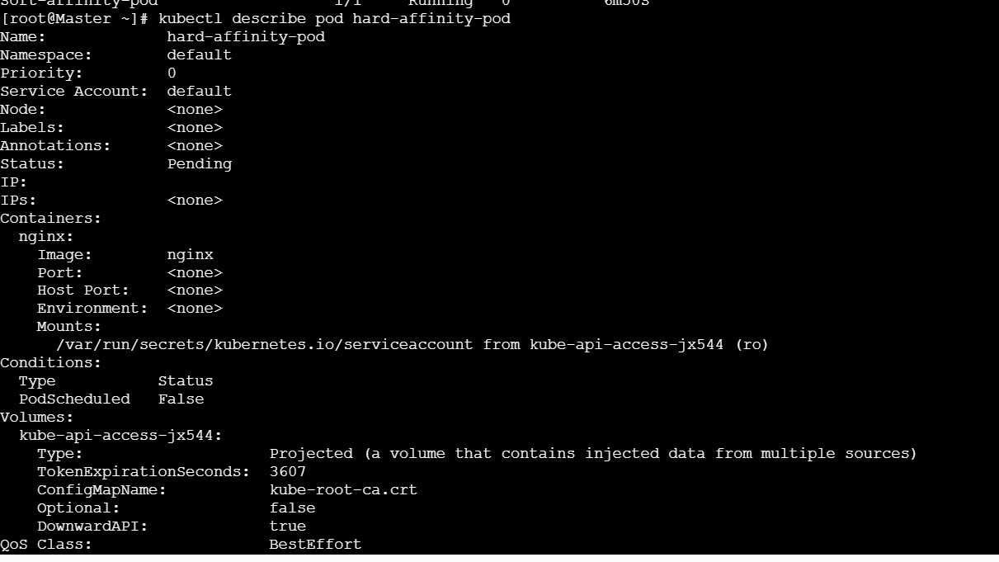 soft-affinity-pod                   1/1     Running   0          6m50s
[root@Master ~]# kubectl describe pod hard-affinity-pod
Name:             hard-affinity-pod
Namespace:        default
Priority:         0
Service Account:  default
Node:             <none>
Labels:           <none>
Annotations:      <none>
Status:           Pending
IP:
IPs:              <none>
Containers:
  nginx:
    Image:        nginx
    Port:         <none>
    Host Port:    <none>
    Environment:  <none>
    Mounts:
      /var/run/secrets/kubernetes.io/serviceaccount from kube-api-access-jx544 (ro)
Conditions:
  Type           Status
  PodScheduled   False
Volumes:
  kube-api-access-jx544:
    Type:                    Projected (a volume that contains injected data from multiple sources)
    TokenExpirationSeconds:  3607
    ConfigMapName:           kube-root-ca.crt
    Optional:                false
    DownwardAPI:             true
QoS Class:                   BestEffort